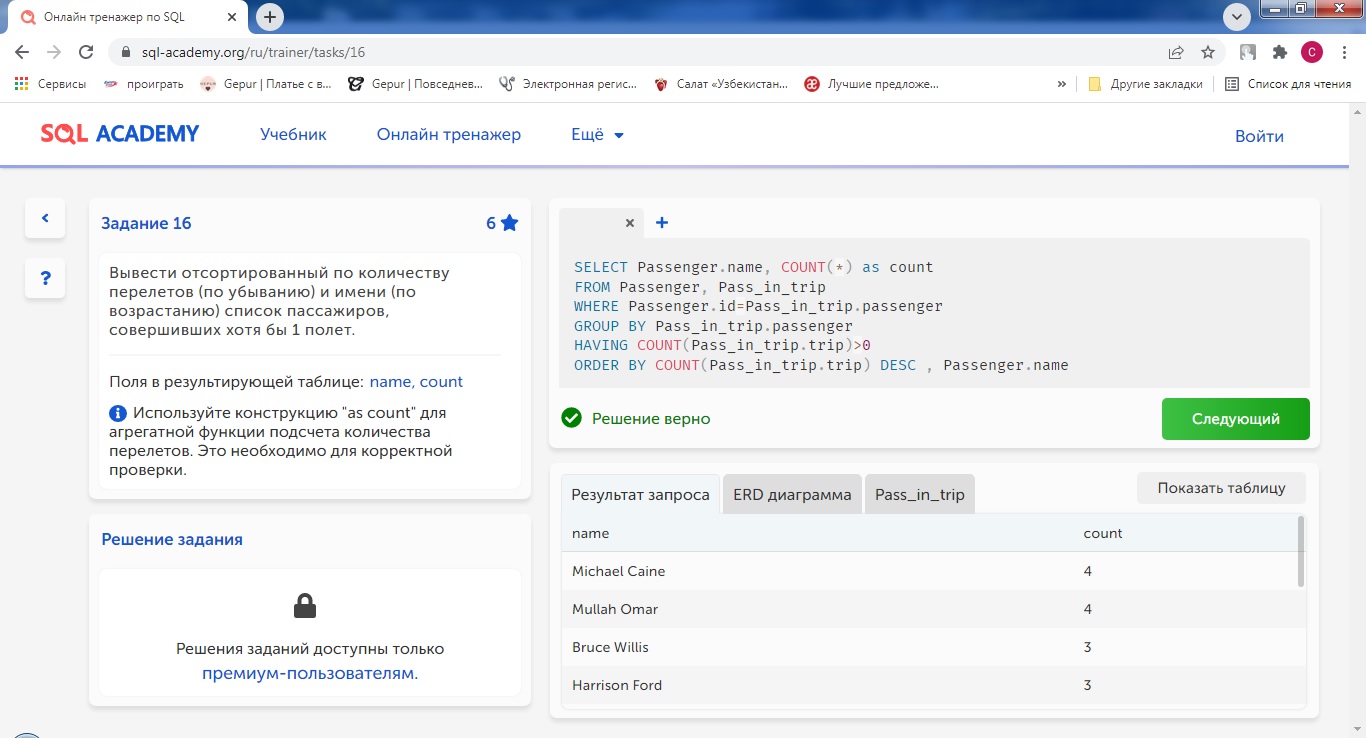 Онлайн тренажер по SQL
sql-academy.org/ru/trainer/tasks/16
C
Сервисы проиграть Gepur | Платье с в... Gepur | Повседнев... Электронная регис... Салат «Узбекистан... Лучшие предложе... » Другие закладки Список для чтения
SQL ACADEMY Учебник Онлайн тренажер Ещё Войти
Задание 16 6
?
Вывести отсортированный по количеству
перелетов (по убыванию) и имени (по
возрастанию) список пассажиров,
совершивших хотя бы 1 полет.
Поля в результирующей таблице: name, count
Используйте конструкцию "as count" для
агрегатной функции подсчета количества
перелетов. Это необходимо для корректной
проверки.
Решение задания
Решения заданий доступны только
премиум-пользователям.
SELECT Passenger.name, COUNT(*) as count
FROM Passenger, Pass_in_trip
WHERE Passenger.id=Pass_in_trip.passenger
GROUP BY Pass_in_trip.passenger
HAVING COUNT(Pass_in_trip.trip)>0
ORDER BY COUNT(Pass_in_trip.trip) DESC , Passenger.name
Решение верно Следующий
Результат запроса ERD диаграмма Pass_in_trip Показать таблицу
name count
Michael Caine 4
Mullah Omar 4
Bruce Willis 3
Harrison Ford 3